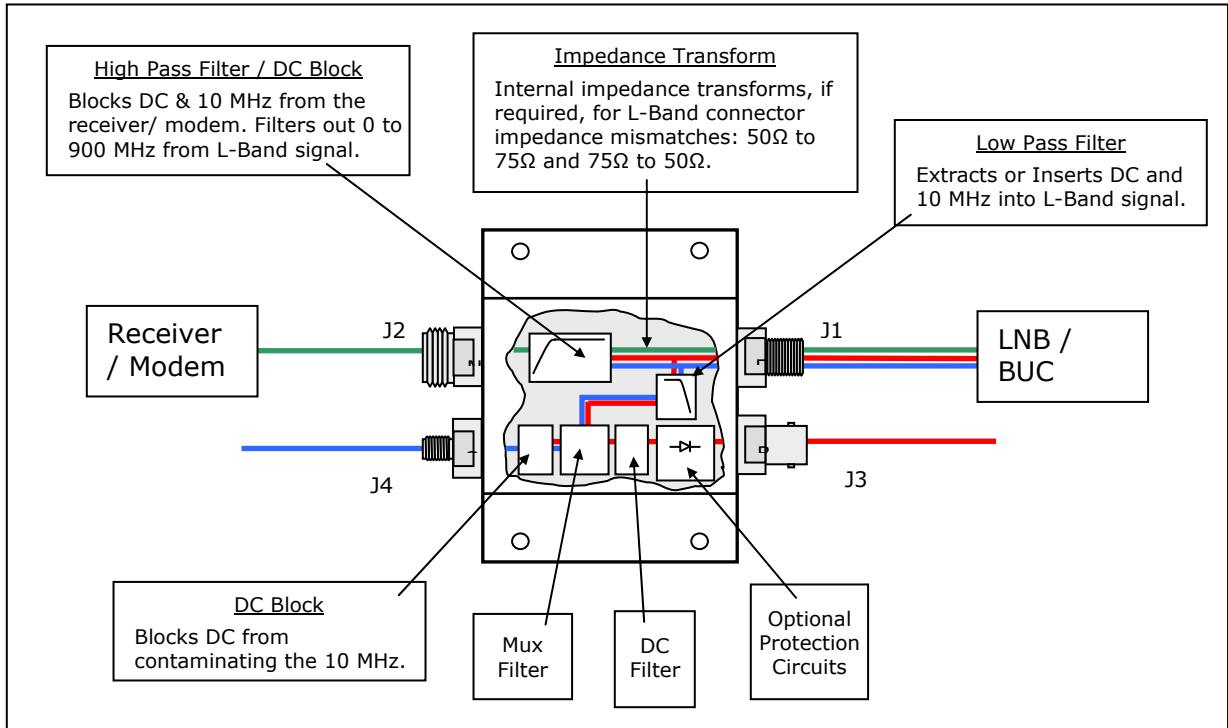 High Pass Filter / DC Block
Blocks DC & 10 MHz from the
receiver/ modem. Filters out 0 to
900 MHz from L-Band signal.
Impedance Transform
Internal impedance transforms, if
required, for L-Band connector
impedance mismatches: 50Ω to
75Ω and 75Ω to 50Ω.
Low Pass Filter
Extracts or Inserts DC and
10 MHz into L-Band signal.
Receiver
/ Modem
J2
J1
LNB /
BUC
J4
J3
DC Block
Blocks DC from
contaminating the 10 MHz.
Mux
Filter
DC
Filter
Optional
Protection
Circuits